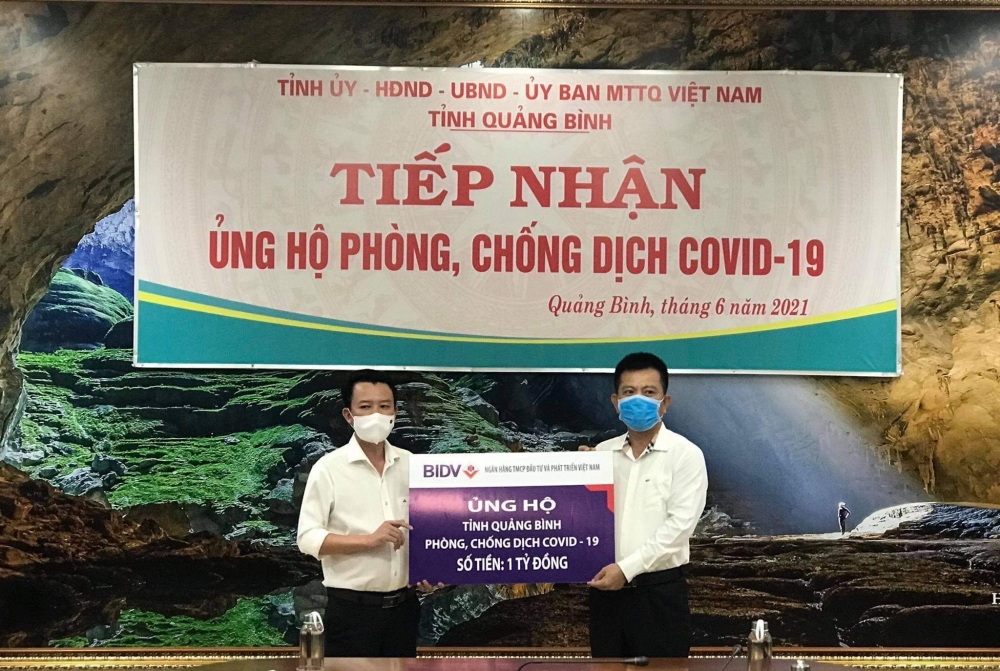 TỈNH ỦY - HĐND - UBND - ỦY BAN MTTQ VIỆT NAM
TỈNH QUẢNG BÌNH
TIẾP NHẬN
ỦNG HỘ PHÒNG, CHỐNG DỊCH COVID-19
Quảng Bình, tháng 6 năm 2021
BIDV NGÂN HÀNG TMCP ĐẦU TƯ VÀ PHÁT TRIỂN VIỆT NAM
ỦNG HỘ
TỈNH QUẢNG BÌNH
PHÒNG, CHỐNG DỊCH COVID - 19
SỐ TIỀN: 1 TỶ ĐỒNG